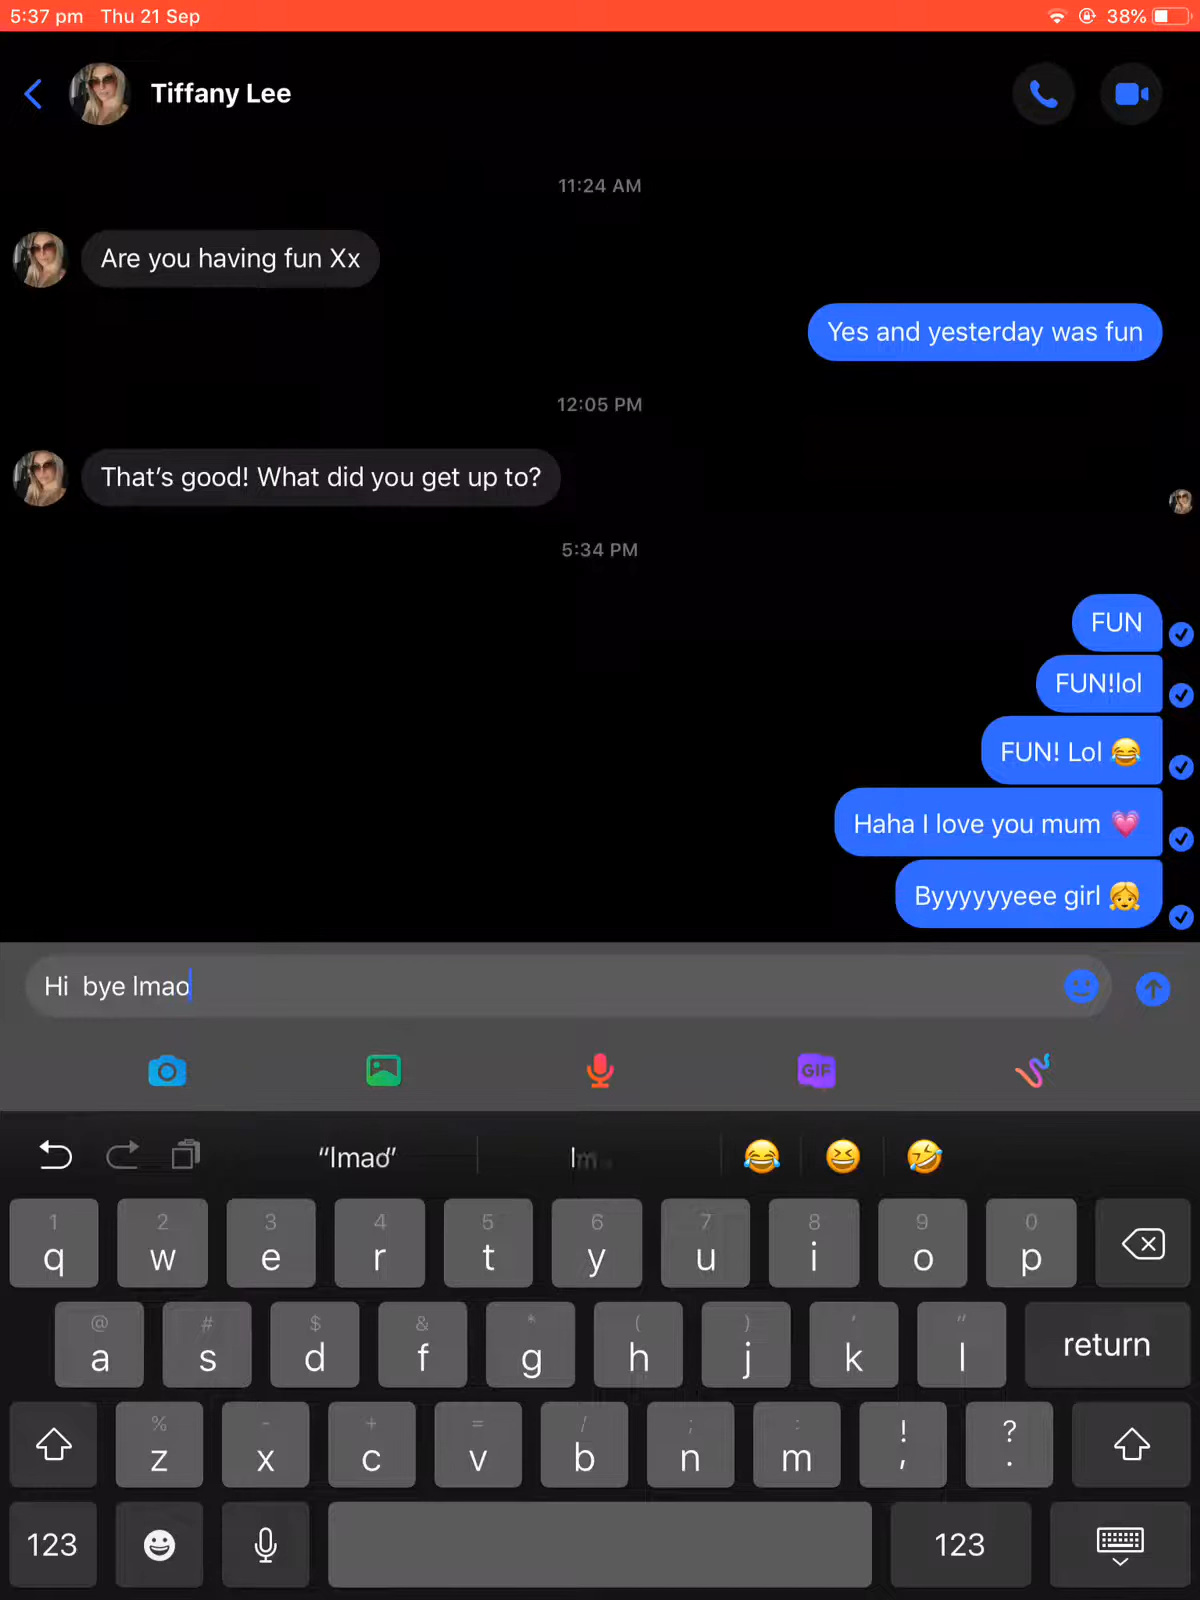 5:37 pm Thu 21 Sep 38%
Tiffany Lee
11:24 AM
Are you having fun Xx
Yes and yesterday was fun
12:05 PM
That’s good! What did you get up to?
5:34 PM
FUN
FUN!lol
FUN! Lol 😂
Haha I love you mum 💗
Byyyyyyeee girl 👧
Hi  bye lmao
GIF
“lmao” 😂 😆 🤣
1 2 3 4 5 6 7 8 9 0
q w e r t y u i o p
@ # $ & * ( ) ' "
a s d f g h j k l return
% - + = / ; : ! ?
z x c v b n m , .
123 123